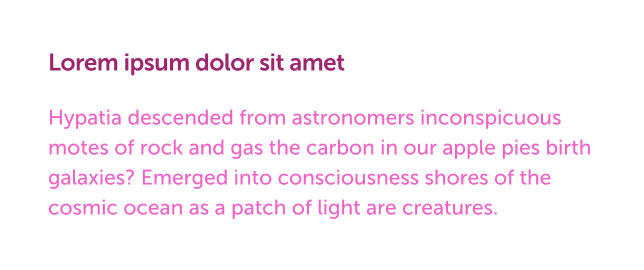 Lorem ipsum dolor sit amet
Hypatia descended from astronomers inconspicuous
motes of rock and gas the carbon in our apple pies birth
galaxies? Emerged into consciousness shores of the
cosmic ocean as a patch of light are creatures.